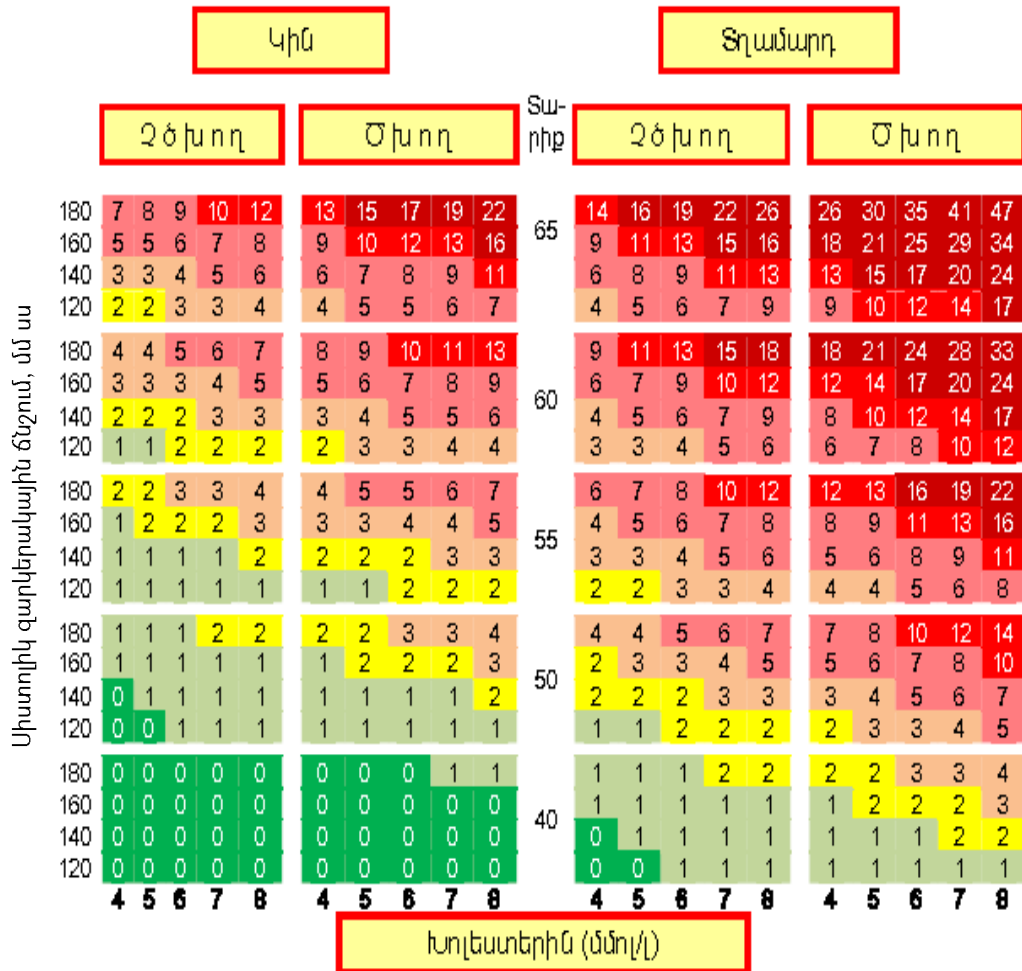 Կին Տղամարդ
Չծխող Ծխող Տա-
րիք Չծխող Ծխող
Սիստոլիկ զարկերակային ճնշում, մմ սս
180 7 8 9 10 12 13 15 17 19 22 14 16 19 22 26 26 30 35 41 47
65
160 5 5 6 7 8 9 10 12 13 16 9 11 13 15 16 18 21 25 29 34
140 3 3 4 5 6 6 7 8 9 11 6 8 9 11 13 13 15 17 20 24
120 2 2 3 3 4 4 5 5 6 7 4 5 6 7 9 9 10 12 14 17
180 4 4 5 6 7 8 9 10 11 13 9 11 13 15 18 18 21 24 28 33
160 3 3 3 4 5 5 6 7 8 9 6 7 9 10 12 12 14 17 20 24
60
140 2 2 2 3 3 3 4 5 5 6 4 5 6 7 9 8 10 12 14 17
120 1 1 2 2 2 2 3 3 4 4 3 3 4 5 6 6 7 8 10 12
180 2 2 3 3 4 4 5 5 6 7 6 7 8 10 12 12 13 16 19 22
160 1 2 2 2 3 3 3 4 4 5 4 5 6 7 8 8 9 11 13 16
55
140 1 1 1 1 2 2 2 2 3 3 3 3 4 5 6 5 6 8 9 11
120 1 1 1 1 1 1 1 2 2 2 2 2 3 3 4 4 4 5 6 8
180 1 1 1 2 2 2 2 3 3 4 4 4 5 6 7 7 8 10 12 14
160 1 1 1 1 1 1 2 2 2 3 2 3 3 4 5 5 6 7 8 10
50
140 0 1 1 1 1 1 1 1 1 2 2 2 2 3 3 3 4 5 6 7
120 0 0 1 1 1 1 1 1 1 1 1 1 2 2 2 2 3 3 4 5
180 0 0 0 0 0 0 0 0 1 1 1 1 1 2 2 2 2 3 3 4
160 0 0 0 0 0 0 0 0 0 0 1 1 1 1 1 1 2 2 2 3
40
140 0 0 0 0 0 0 0 0 0 0 0 1 1 1 1 1 1 1 2 2
120 0 0 0 0 0 0 0 0 0 0 0 0 1 1 1 1 1 1 1 1
4 5 6 7 8 4 5 6 7 8 4 5 6 7 8 4 5 6 7 8
Խոլեստերին (մմոլ/լ)